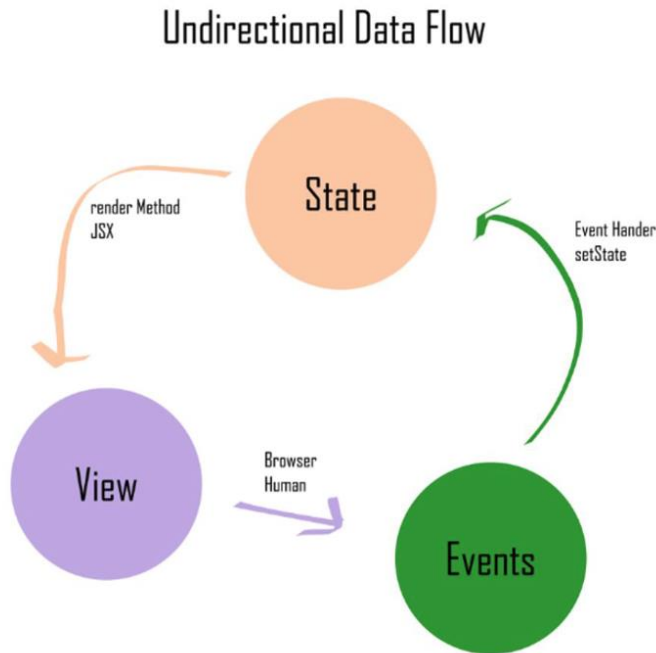 Undirectional Data Flow
State
render Method
JSX
Event Hander
setState
View
Browser
Human
Events